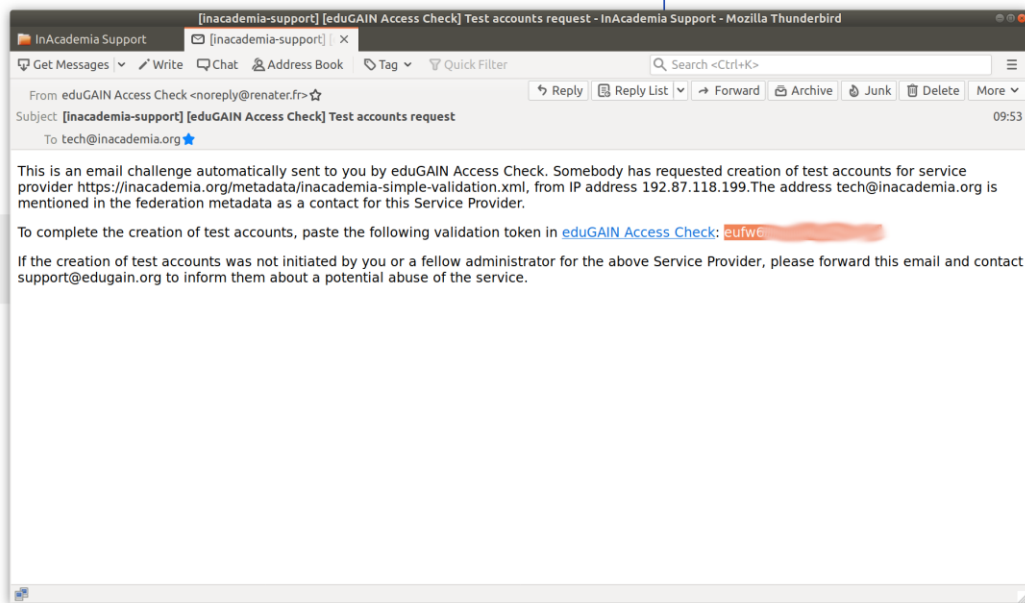 [inacademia-support] [eduGAIN Access Check] Test accounts request - InAcademia Support - Mozilla Thunderbird
InAcademia Support [inacademia-support] [
Get Messages Write Chat Address Book Tag Quick Filter Search <Ctrl+K>
From eduGAIN Access Check <noreply@renater.fr> Reply Reply List Forward Archive Junk Delete More
Subject [inacademia-support] [eduGAIN Access Check] Test accounts request 09:53
To tech@inacademia.org
This is an email challenge automatically sent to you by eduGAIN Access Check. Somebody has requested creation of test accounts for service
provider https://inacademia.org/metadata/inacademia-simple-validation.xml, from IP address 192.87.118.199.The address tech@inacademia.org is
mentioned in the federation metadata as a contact for this Service Provider.
To complete the creation of test accounts, paste the following validation token in eduGAIN Access Check: eufw6
If the creation of test accounts was not initiated by you or a fellow administrator for the above Service Provider, please forward this email and contact
support@edugain.org to inform them about a potential abuse of the service.